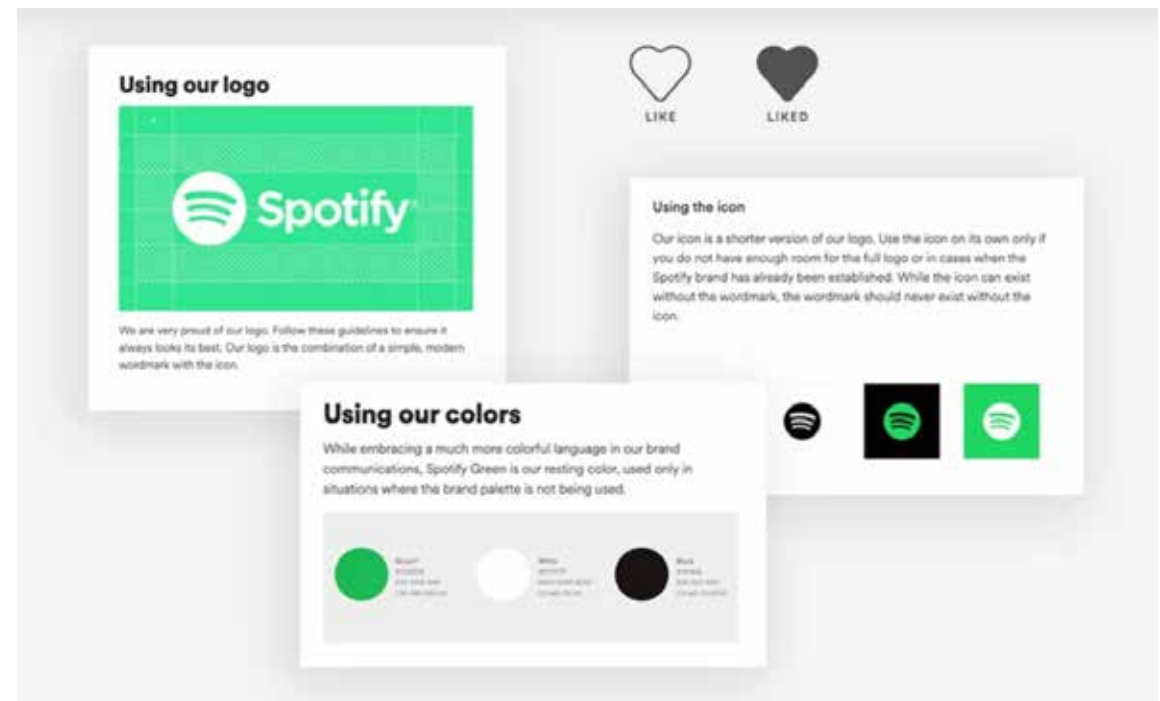 Using our logo
Spotify
We are very proud of our logo. Follow these guidelines to ensure it
always looks its best. Our logo is the combination of a simple, modern
wordmark with the icon.
LIKE
LIKED
Using the icon
Our icon is a shorter version of our logo. Use the icon on its own only if
you do not have enough room for the full logo or in cases when the
Spotify brand has already been established. While the icon can exist
without the wordmark, the wordmark should never exist without the
icon.
Using our colors
While embracing a much more colorful language in our brand
communications, Spotify Green is our resting color, used only in
situations where the brand palette is not being used.
White
Black